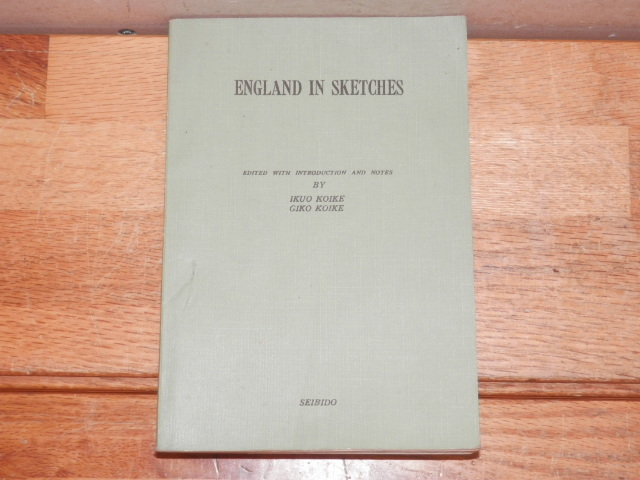 ENGLAND IN SKETCHES
EDITED WITH INTRODUCTION AND NOTES
BY
IKUO KOIKE
GIKO KOIKE
SEIBIDO